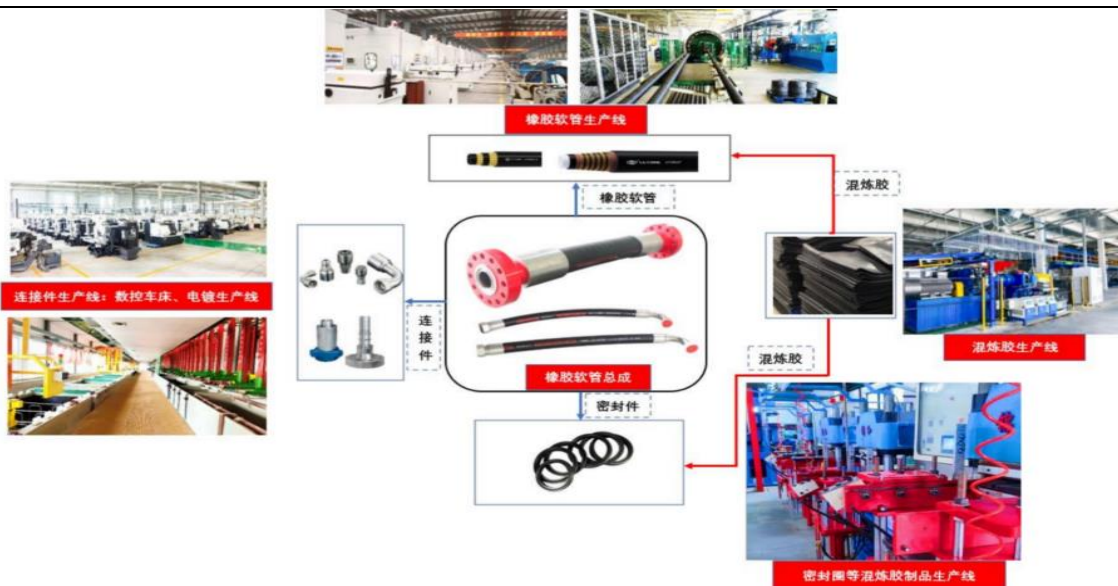 橡胶软管生产线
混炼胶
橡胶软管
连接件生产线：数控车床、电镀生产线
连接件
混炼胶生产线
混炼胶
橡胶软管总成
密封件
密封圈等混炼胶制品生产线